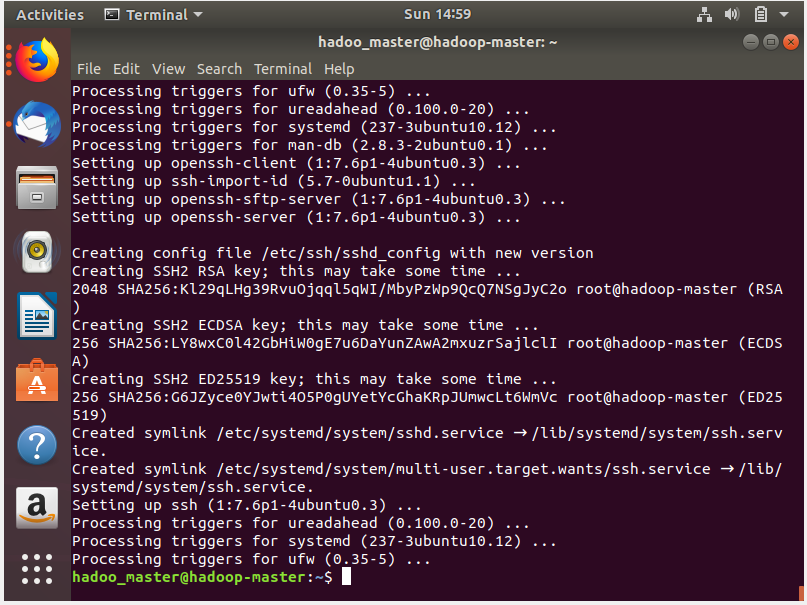 Activities Terminal Sun 14:59
hadoo_master@hadoop-master: ~
File Edit View Search Terminal Help
Processing triggers for ufw (0.35-5) ...
Processing triggers for ureadahead (0.100.0-20) ...
Processing triggers for systemd (237-3ubuntu10.12) ...
Processing triggers for man-db (2.8.3-2ubuntu0.1) ...
Setting up openssh-client (1:7.6p1-4ubuntu0.3) ...
Setting up ssh-import-id (5.7-0ubuntu1.1) ...
Setting up openssh-sftp-server (1:7.6p1-4ubuntu0.3) ...
Setting up openssh-server (1:7.6p1-4ubuntu0.3) ...
Creating config file /etc/ssh/sshd_config with new version
Creating SSH2 RSA key; this may take some time ...
2048 SHA256:Kl29qLHg39RvuOjqql5qWI/MbyPzWp9QcQ7NSgJyC2o root@hadoop-master (RSA
)
Creating SSH2 ECDSA key; this may take some time ...
256 SHA256:LY8wxC0l42GbHiW0gE7u6DaYunZAwA2mxuzrSajlclI root@hadoop-master (ECDS
A)
Creating SSH2 ED25519 key; this may take some time ...
256 SHA256:G6JZyce0YJwti4O5P0gUYetYcGhaKRpJUmwcLt6WmVc root@hadoop-master (ED25
519)
Created symlink /etc/systemd/system/sshd.service → /lib/systemd/system/ssh.serv
ice.
Created symlink /etc/systemd/system/multi-user.target.wants/ssh.service → /lib/
systemd/system/ssh.service.
Setting up ssh (1:7.6p1-4ubuntu0.3) ...
Processing triggers for ureadahead (0.100.0-20) ...
Processing triggers for systemd (237-3ubuntu10.12) ...
Processing triggers for ufw (0.35-5) ...
hadoo_master@hadoop-master:~$